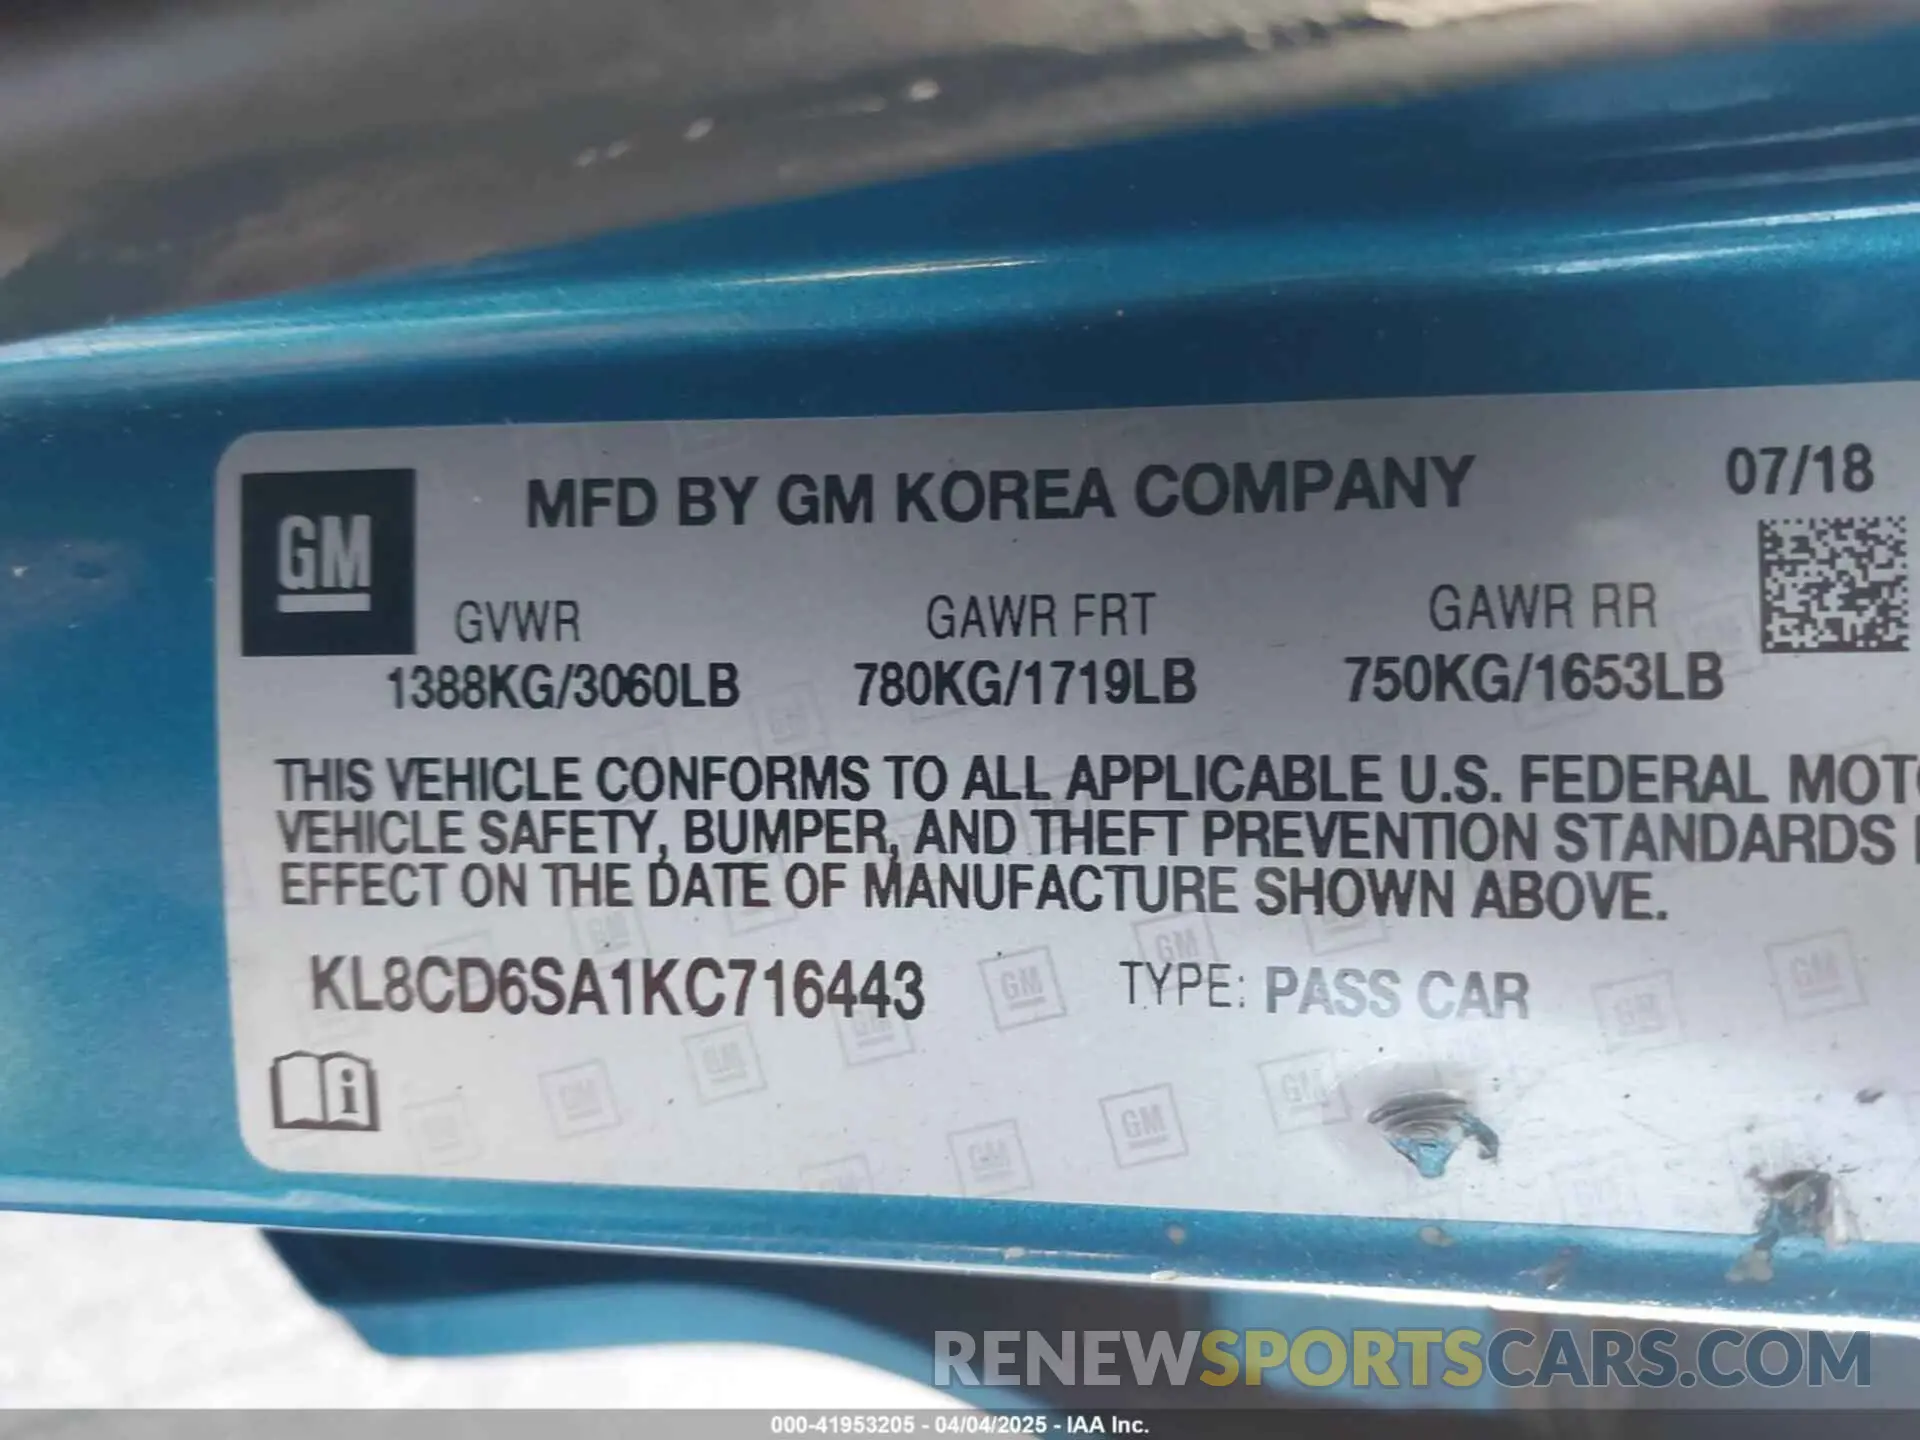 MFD BY GM KOREA COMPANY 07/18
GM
GVWR GAWR FRT GAWR RR
1388KG/3060LB 780KG/1719LB 750KG/1653LB
THIS VEHICLE CONFORMS TO ALL APPLICABLE U.S. FEDERAL MOTO
VEHICLE SAFETY, BUMPER, AND THEFT PREVENTION STANDARDS
EFFECT ON THE DATE OF MANUFACTURE SHOWN ABOVE.
KL8CD6SA1KC716443 TYPE: PASS CAR
RENEWSPORTSCARS.COM
000-41953205 - 04/04/2025 - IAA Inc.